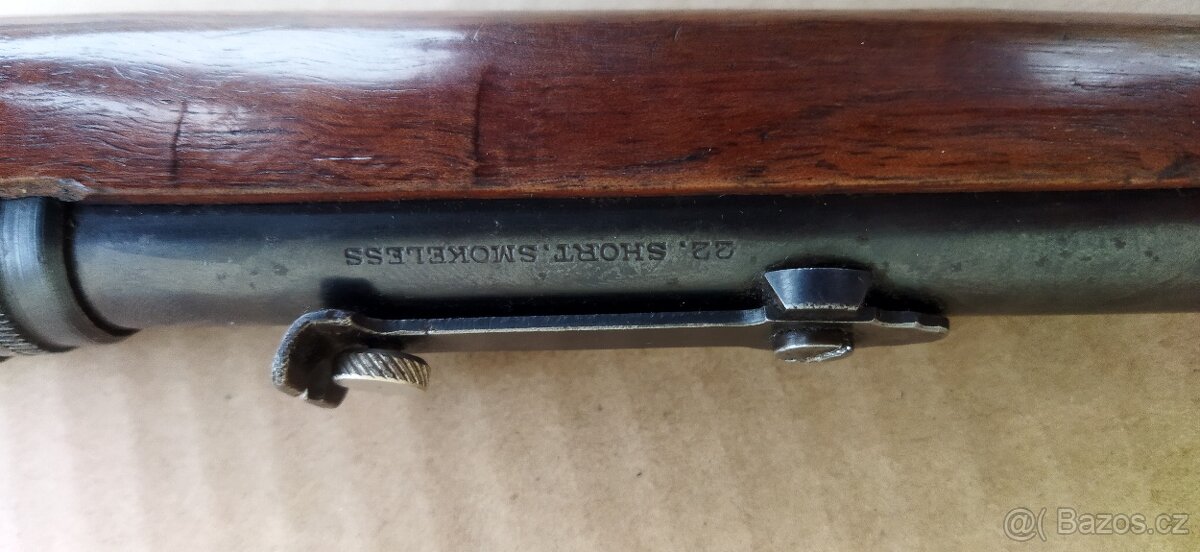 22. SHORT. SMOKELESS
@( Bazos.cz